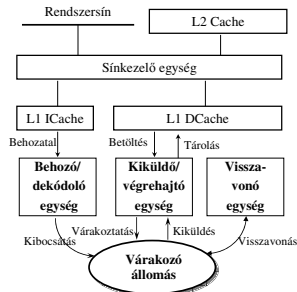 Rendszersín
L2 Cache
Sínkezelő egység
L1 ICache
L1 DCache
Behozatal
Betöltés
Tárolás
Behozó/
dekódoló
egység
Kiküldő/
végrehajtó
egység
Vissza-
vonó
egység
Kibocsátás
Várakoztatás
Kiküldés
Visszavonás
Várakozó
állomás